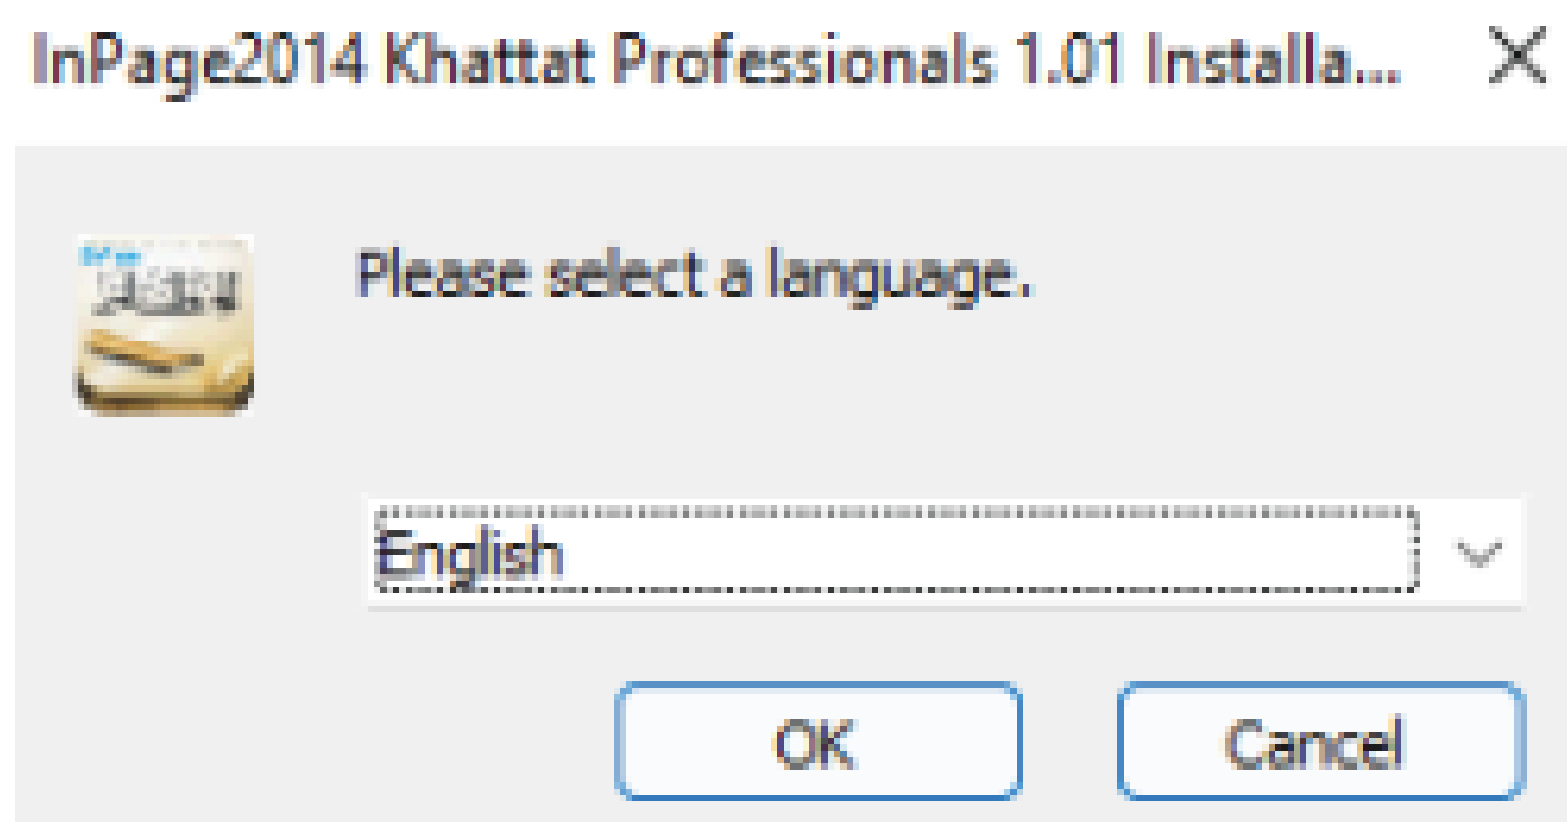 InPage2014 Khattat Professionals 1.01 Installa...
Please select a language.
English
OK
Cancel